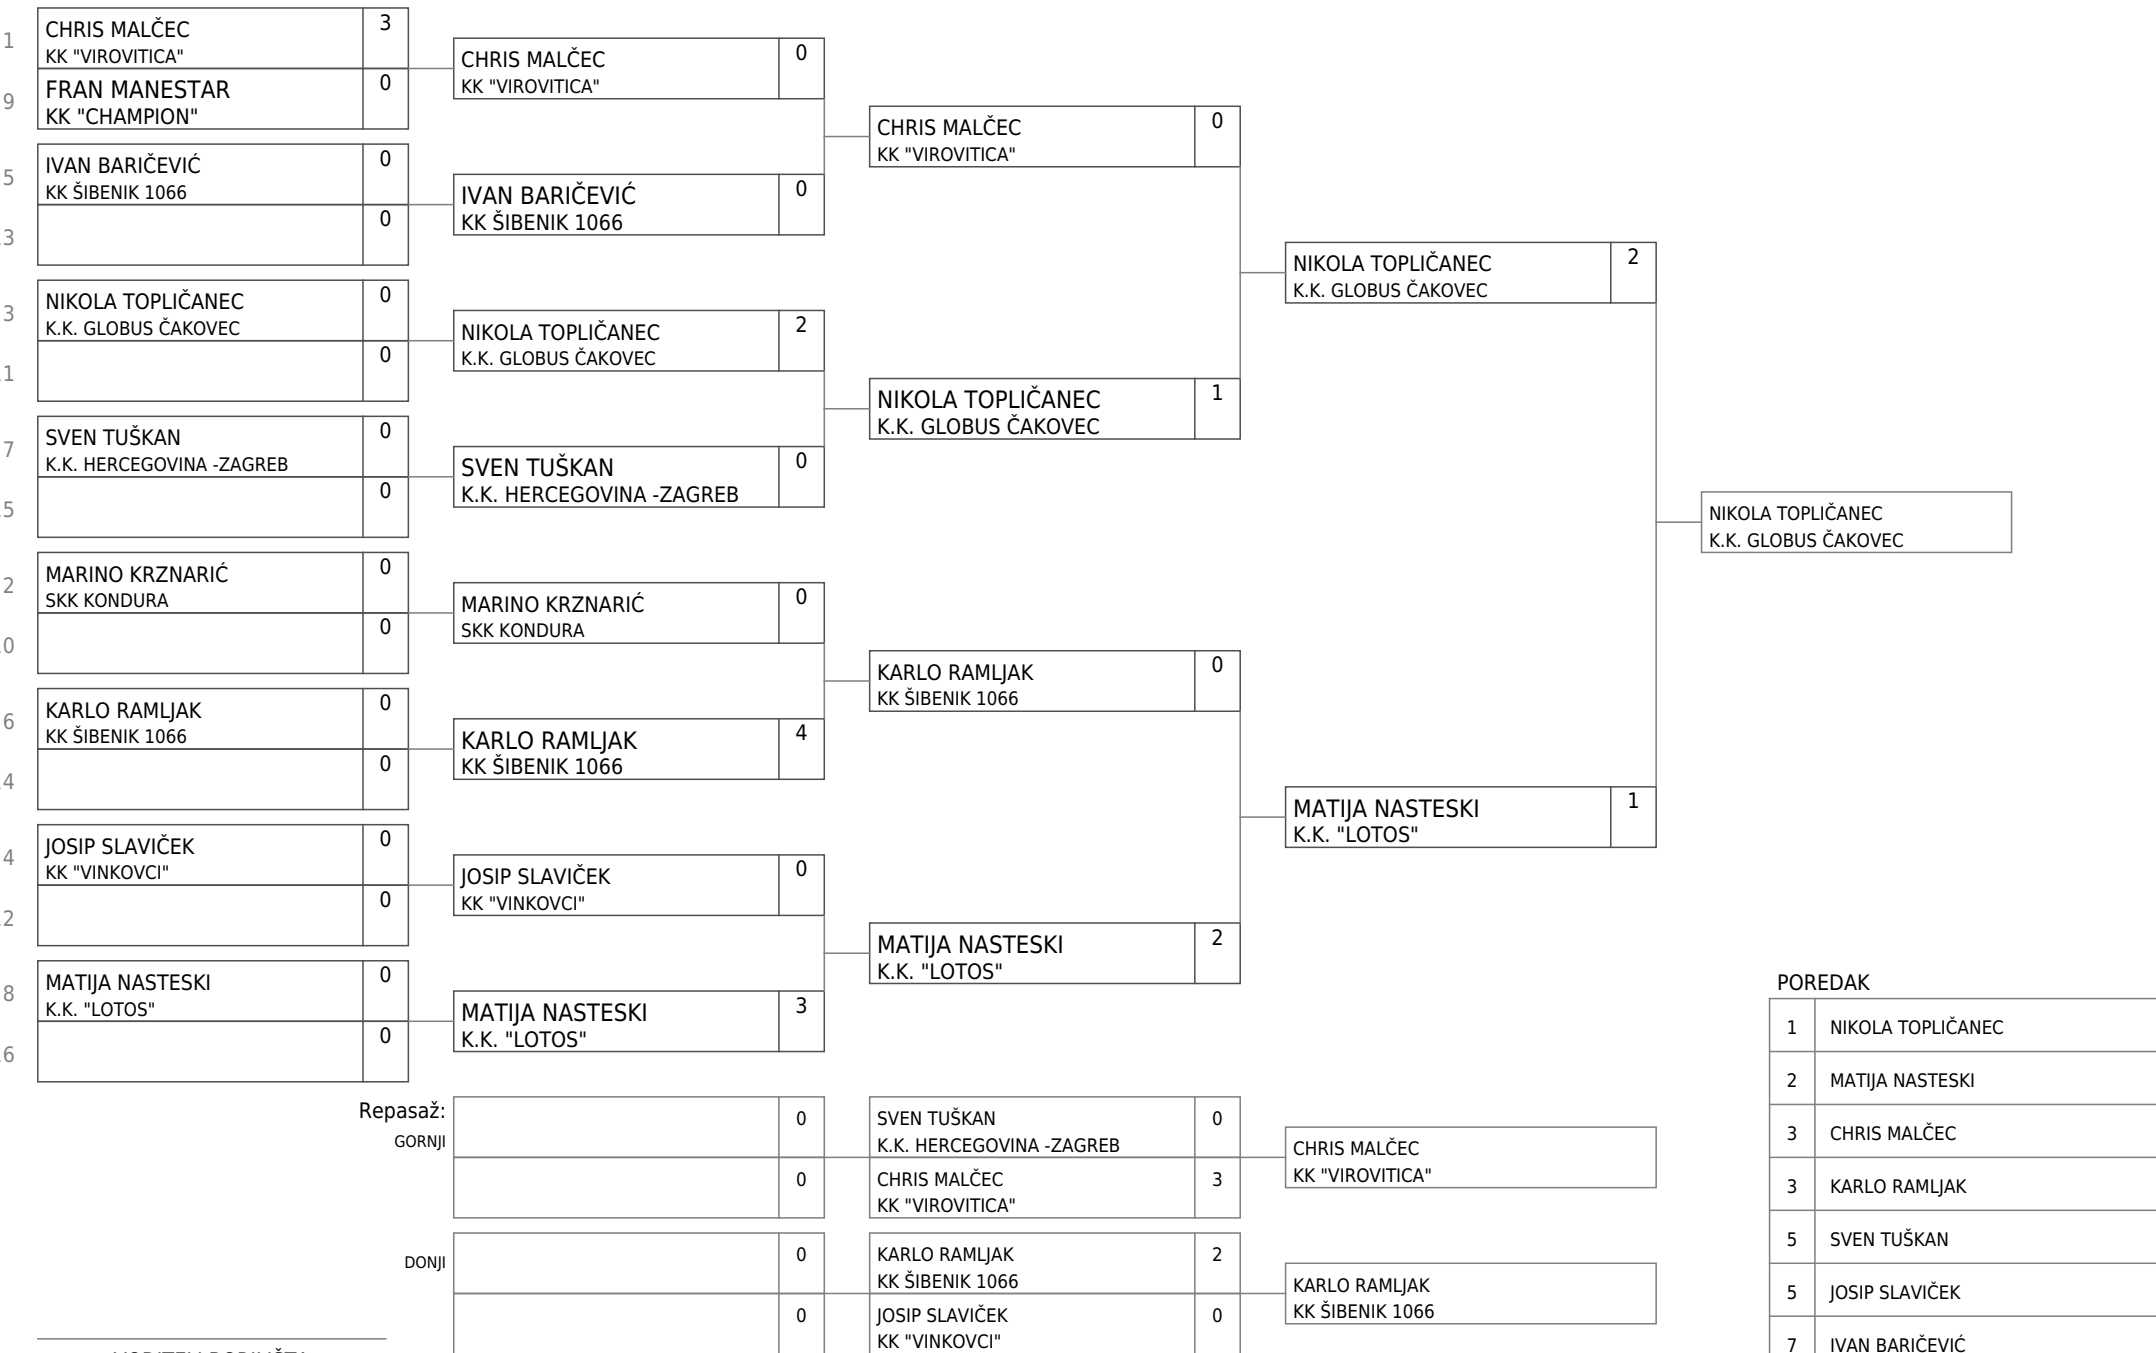 1
CHRIS MALČEC
KK "VIROVITICA"
3
9
FRAN MANESTAR
KK "CHAMPION"
0
5
IVAN BARIČEVIĆ
KK ŠIBENIK 1066
0
3
0
3
NIKOLA TOPLIČANEC
K.K. GLOBUS ČAKOVEC
0
1
0
7
SVEN TUŠKAN
K.K. HERCEGOVINA -ZAGREB
0
5
0
2
MARINO KRZNARIĆ
SKK KONDURA
0
0
0
6
KARLO RAMLJAK
KK ŠIBENIK 1066
0
4
0
4
JOSIP SLAVIČEK
KK "VINKOVCI"
0
2
0
8
MATIJA NASTESKI
K.K. "LOTOS"
0
6
0
CHRIS MALČEC
KK "VIROVITICA"
0
IVAN BARIČEVIĆ
KK ŠIBENIK 1066
0
NIKOLA TOPLIČANEC
K.K. GLOBUS ČAKOVEC
2
SVEN TUŠKAN
K.K. HERCEGOVINA -ZAGREB
0
MARINO KRZNARIĆ
SKK KONDURA
0
KARLO RAMLJAK
KK ŠIBENIK 1066
4
JOSIP SLAVIČEK
KK "VINKOVCI"
0
MATIJA NASTESKI
K.K. "LOTOS"
3
CHRIS MALČEC
KK "VIROVITICA"
0
NIKOLA TOPLIČANEC
K.K. GLOBUS ČAKOVEC
1
KARLO RAMLJAK
KK ŠIBENIK 1066
0
MATIJA NASTESKI
K.K. "LOTOS"
2
NIKOLA TOPLIČANEC
K.K. GLOBUS ČAKOVEC
2
MATIJA NASTESKI
K.K. "LOTOS"
1
NIKOLA TOPLIČANEC
K.K. GLOBUS ČAKOVEC
Repasaž:
GORNJI
0
0
SVEN TUŠKAN
K.K. HERCEGOVINA -ZAGREB
0
CHRIS MALČEC
KK "VIROVITICA"
3
CHRIS MALČEC
KK "VIROVITICA"
DONJI
0
0
KARLO RAMLJAK
KK ŠIBENIK 1066
2
JOSIP SLAVIČEK
KK "VINKOVCI"
0
KARLO RAMLJAK
KK ŠIBENIK 1066
POREDAK
1 NIKOLA TOPLIČANEC
2 MATIJA NASTESKI
3 CHRIS MALČEC
3 KARLO RAMLJAK
5 SVEN TUŠKAN
5 JOSIP SLAVIČEK
7 IVAN BARIČEVIĆ